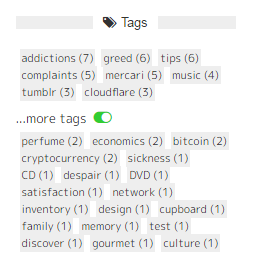 Tags
addictions (7) greed (6) tips (6)
complaints (5) mercari (5) music (4)
tumblr (3) cloudflare (3)
...more tags
perfume (2) economics (2) bitcoin (2)
cryptocurrency (2) sickness (1)
CD (1) despair (1) DVD (1)
satisfaction (1) network (1)
inventory (1) design (1) cupboard (1)
family (1) memory (1) test (1)
discover (1) gourmet (1) culture (1)